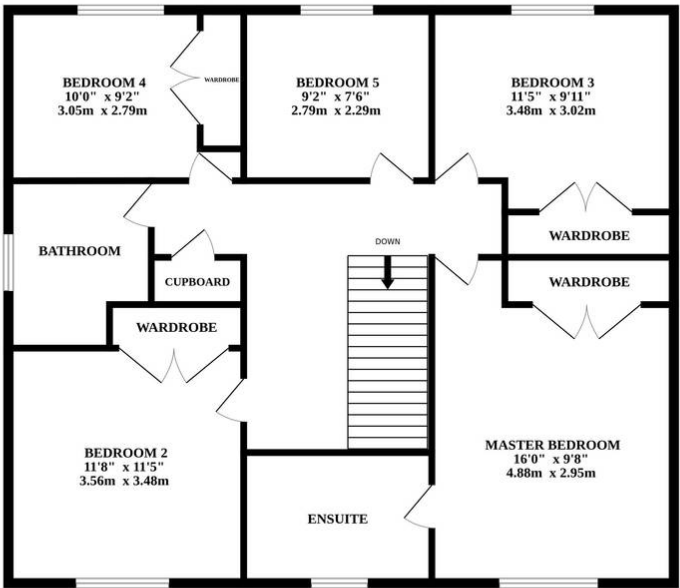 BEDROOM 4
10'0" x 9'2"
3.05m x 2.79m
WARDROBE
BEDROOM 5
9'2" x 7'6"
2.79m x 2.29m
BEDROOM 3
11'5" x 9'11"
3.48m x 3.02m
WARDROBE
BATHROOM
DOWN
CUPBOARD
WARDROBE
WARDROBE
BEDROOM 2
11'8" x 11'5"
3.56m x 3.48m
MASTER BEDROOM
16'0" x 9'8"
4.88m x 2.95m
ENSUITE